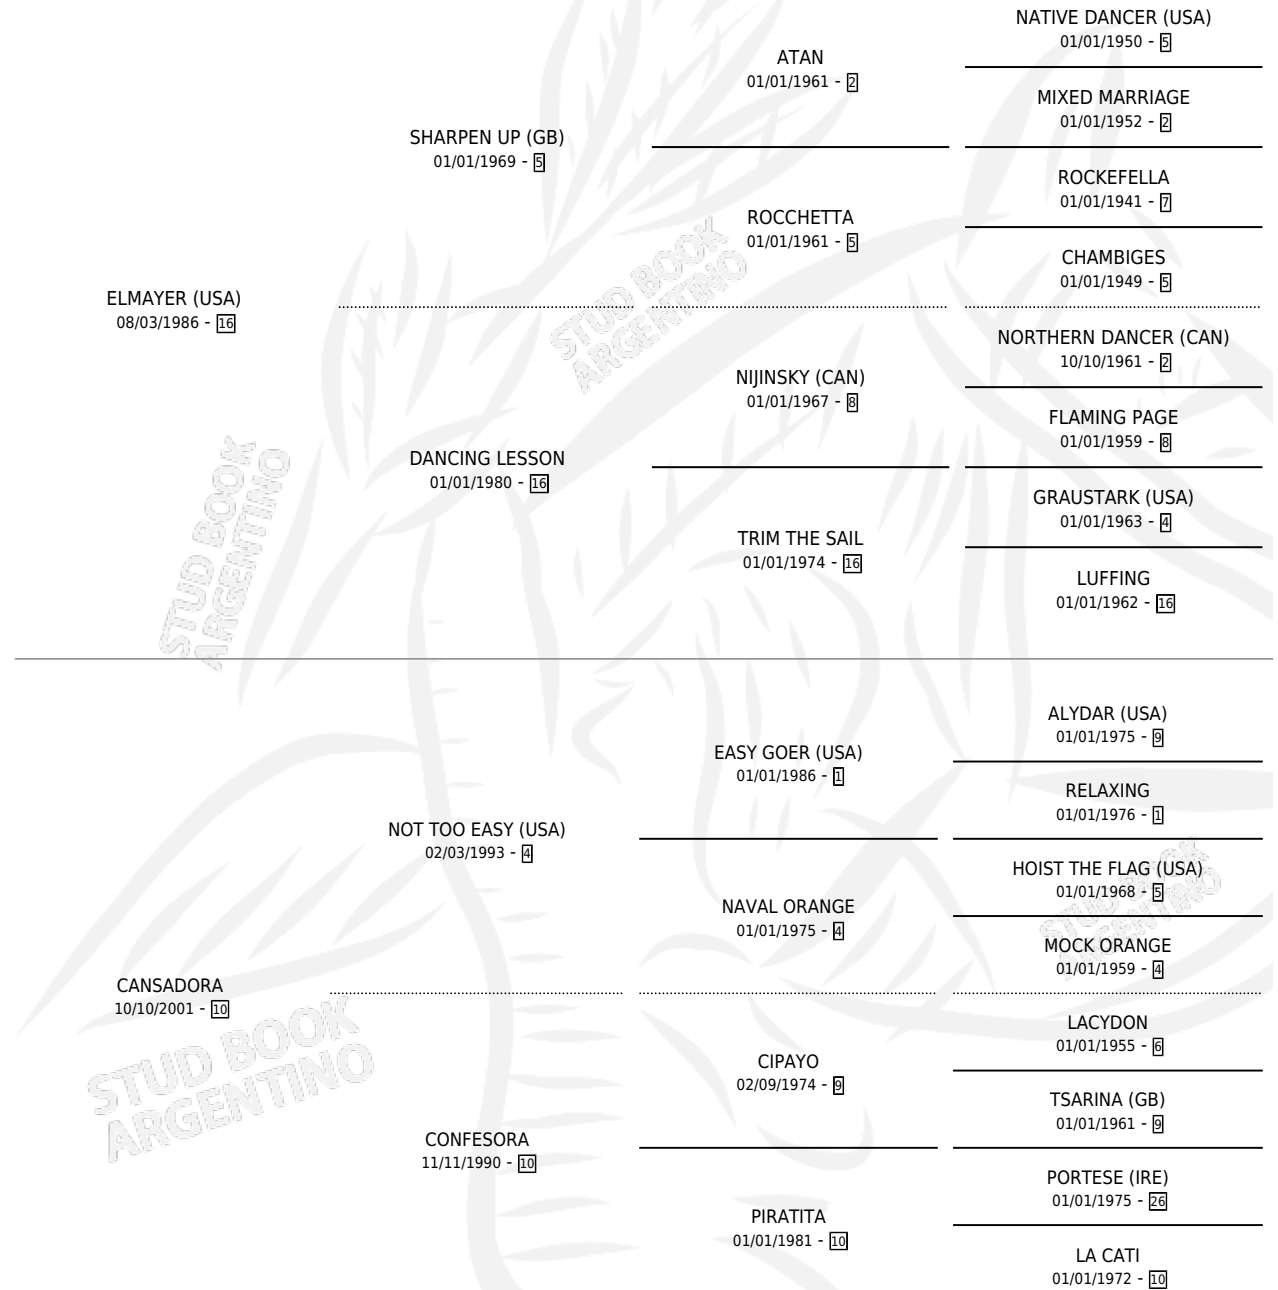 NATIVE DANCER (USA)
01/01/1950 - 5
ATAN
01/01/1961 - 2
MIXED MARRIAGE
01/01/1952 - 2
SHARPEN UP (GB)
01/01/1969 - 5
ROCKEFELLA
01/01/1941 - 7
ROCCHETTA
01/01/1961 - 5
CHAMBIGES
01/01/1949 - 5
ELMAYER (USA)
08/03/1986 - 16
NORTHERN DANCER (CAN)
10/10/1961 - 2
NIJINSKY (CAN)
01/01/1967 - 8
FLAMING PAGE
01/01/1959 - 8
DANCING LESSON
01/01/1980 - 16
GRAUSTARK (USA)
01/01/1963 - 4
TRIM THE SAIL
01/01/1974 - 16
LUFFING
01/01/1962 - 16
STUD BOOK
ARGENTINO
STUD BOOK
ARGENTINO
ALYDAR (USA)
01/01/1975 - 9
EASY GOER (USA)
01/01/1986 - 1
RELAXING
01/01/1976 - 1
NOT TOO EASY (USA)
02/03/1993 - 4
HOIST THE FLAG (USA)
01/01/1968 - 5
NAVAL ORANGE
01/01/1975 - 4
MOCK ORANGE
01/01/1959 - 4
CANSADORA
10/10/2001 - 10
LACYDON
01/01/1955 - 6
CIPAYO
02/09/1974 - 9
TSARINA (GB)
01/01/1961 - 9
CONFESORA
11/11/1990 - 10
PORTESE (IRE)
01/01/1975 - 26
PIRATITA
01/01/1981 - 10
LA CATI
01/01/1972 - 10
STUD BOOK
ARGENTINO
STUD BOOK
ARGENTINO